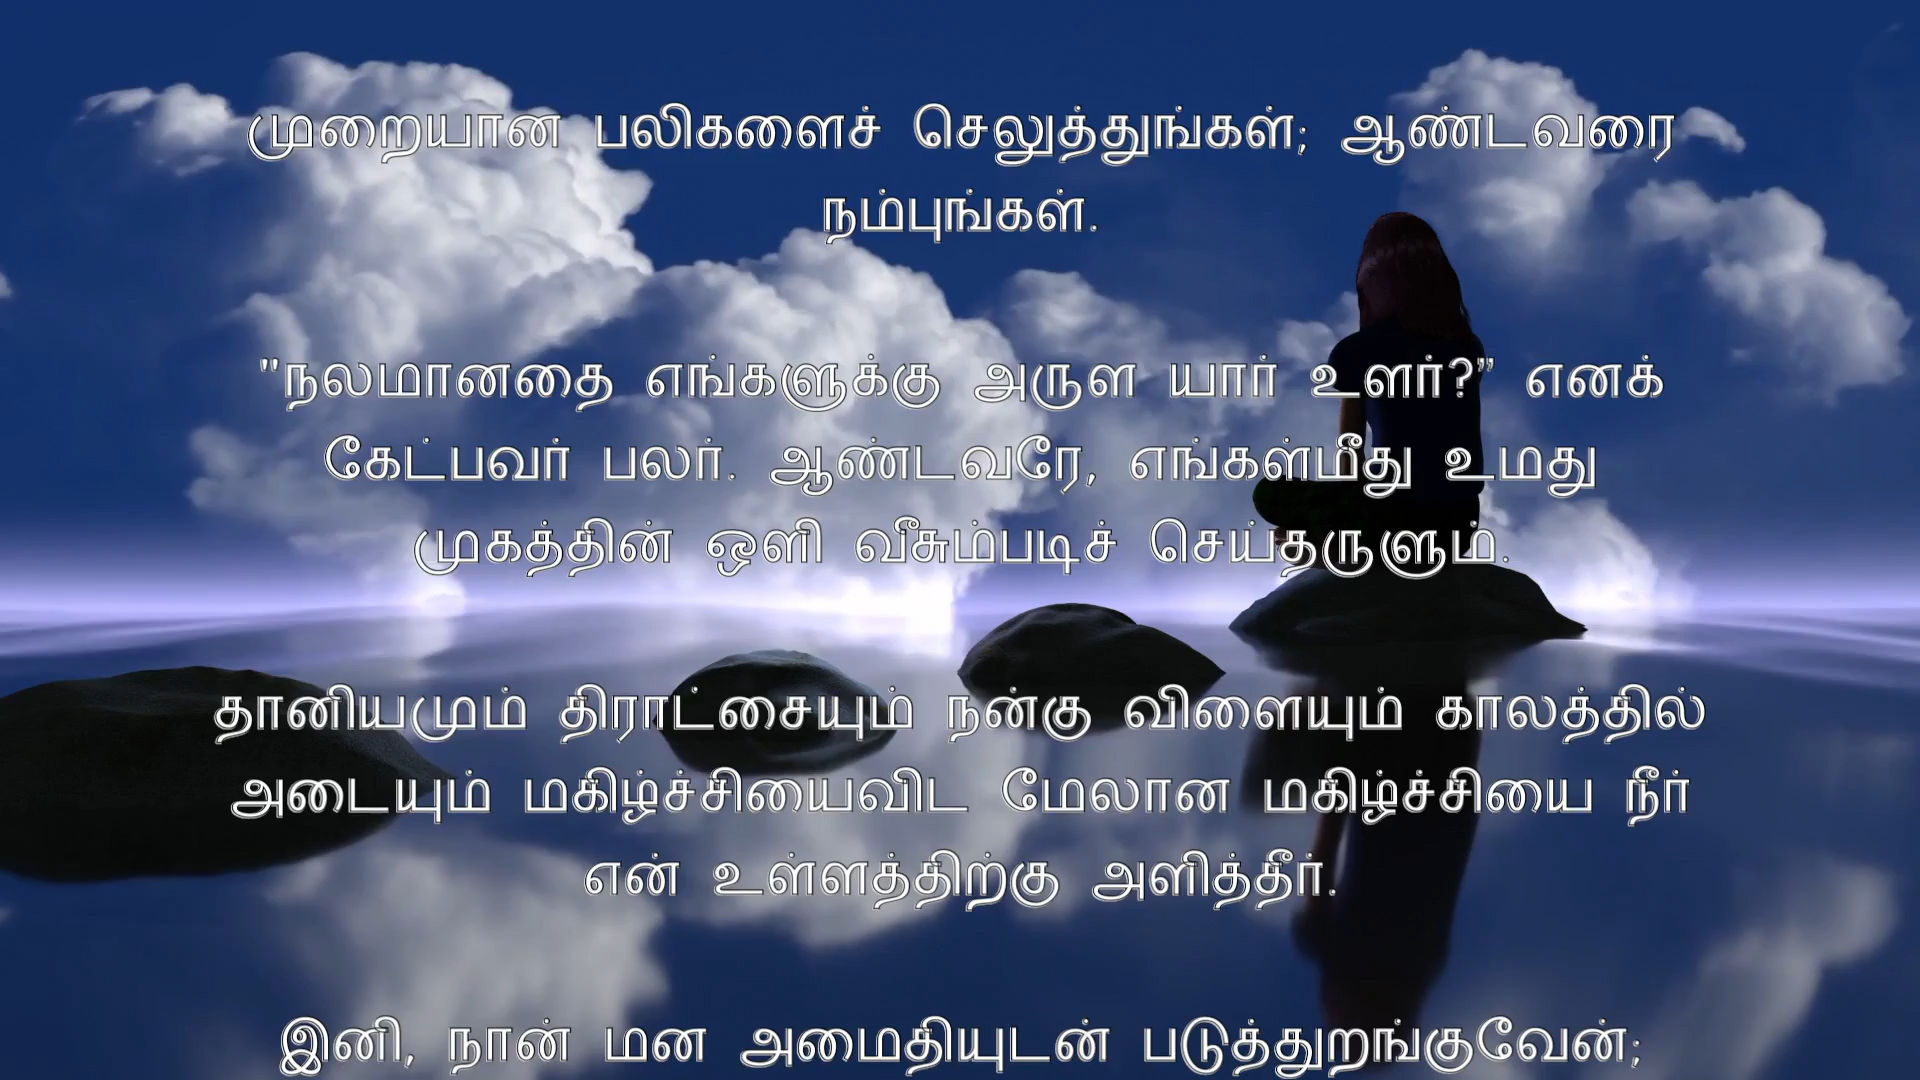 முறையான பலிகளைச் செலுத்துங்கள்; ஆண்டவரை
நம்புங்கள்.
"நலமானதை எங்களுக்கு அருள யார் உளர்?” எனக்
கேட்பவர் பலர். ஆண்டவரே, எங்கள்மீது உமது
முகத்தின் ஒளி வீசும்படிச் செய்தருளும்.
தானியமும் திராட்சையும் நன்கு விளையும் காலத்தில்
அடையும் மகிழ்ச்சியைவிட மேலான மகிழ்ச்சியை நீர்
என் உள்ளத்திற்கு அளித்தீர்.
இனி, நான் மன அமைதியுடன் படுத்துறங்குவேன்;